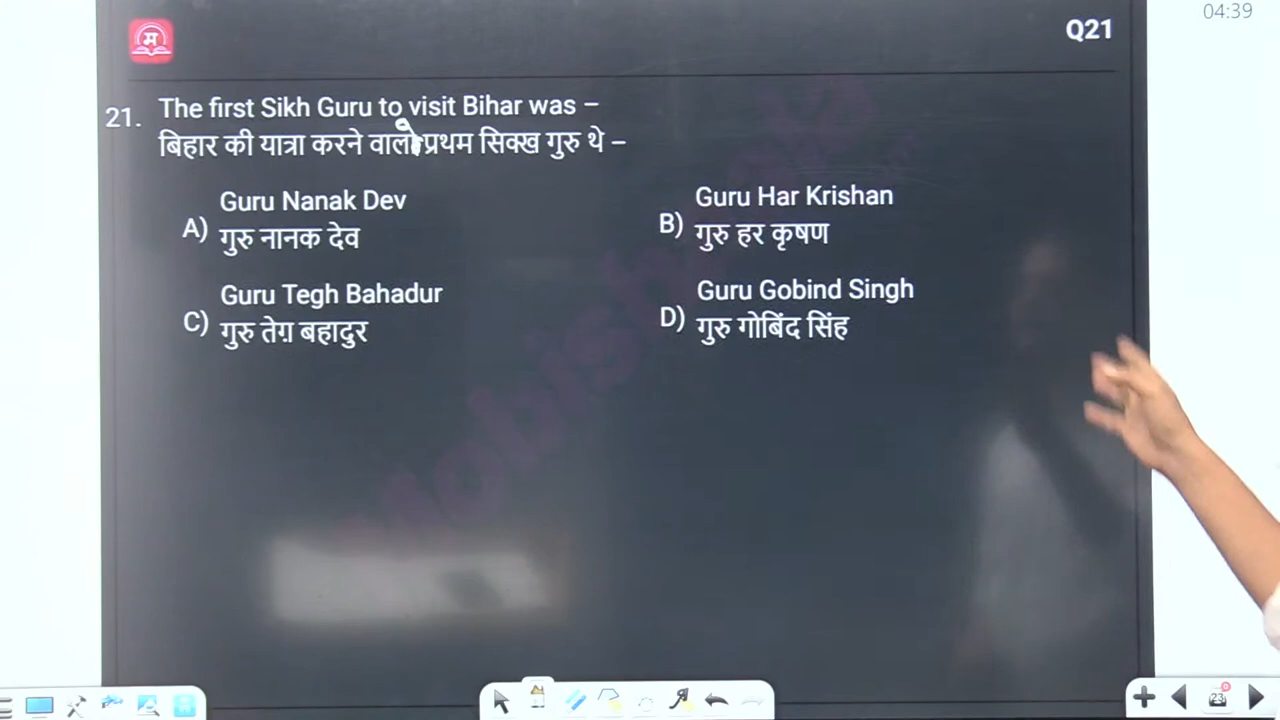 04:39
म
Q21
21. The first Sikh Guru to visit Bihar was –
बिहार की यात्रा करने वाले प्रथम सिक्ख गुरु थे –
A) Guru Nanak Dev
गुरु नानक देव
B) Guru Har Krishan
गुरु हर कृषण
C) Guru Tegh Bahadur
गुरु तेग़ बहादुर
D) Guru Gobind Singh
गुरु गोबिंद सिंह
23